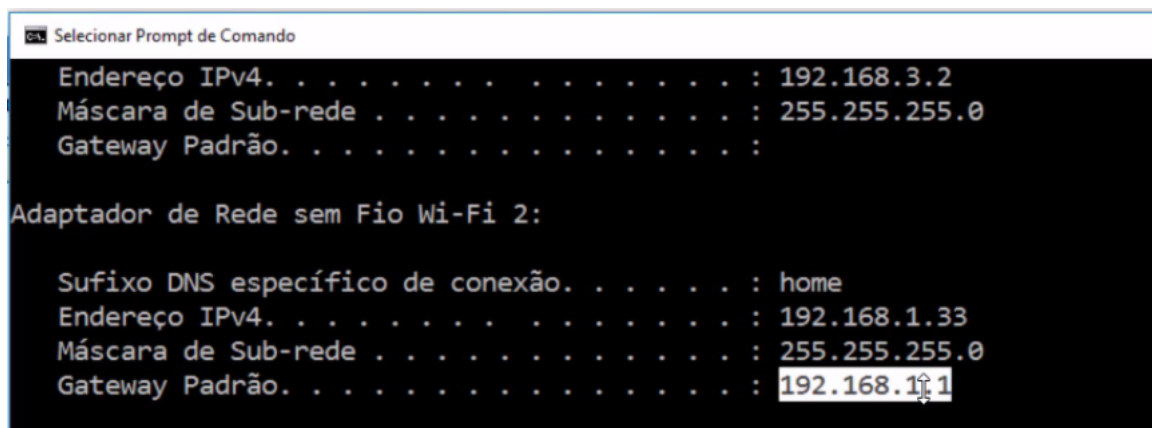 Selecionar Prompt de Comando
Endereço IPv4. . . . . . . . . . . . . . . : 192.168.3.2
Máscara de Sub-rede . . . . . . . . . . . . : 255.255.255.0
Gateway Padrão. . . . . . . . . . . . . . . :
Adaptador de Rede sem Fio Wi-Fi 2:
Sufixo DNS específico de conexão. . . . . . : home
Endereço IPv4. . . . . . . . . . . . . . . : 192.168.1.33
Máscara de Sub-rede . . . . . . . . . . . . : 255.255.255.0
Gateway Padrão. . . . . . . . . . . . . . . : 192.168.1.1